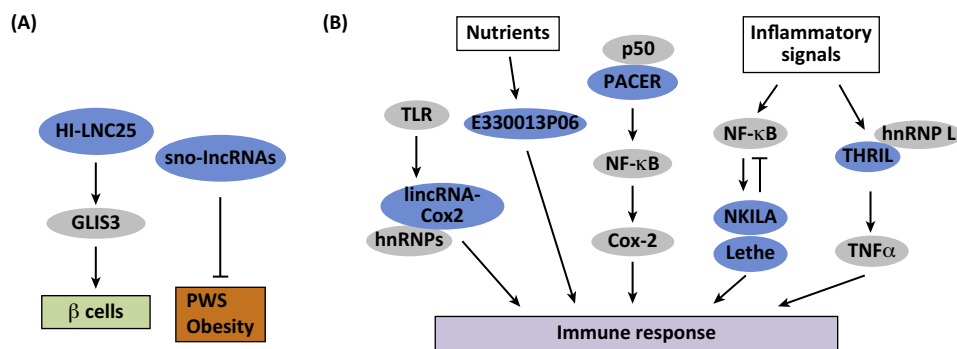 (A)
HI-LNC25
sno-lncRNAs
GLIS3
β cells
PWS
Obesity
(B)
Nutrients
p50
PACER
Inflammatory
signals
TLR
E330013P06
NF-κB
hnRNP L
THRIL
lincRNA-
Cox2
hnRNPs
NF-κB
NKILA
Lethe
Cox-2
TNFα
Immune response